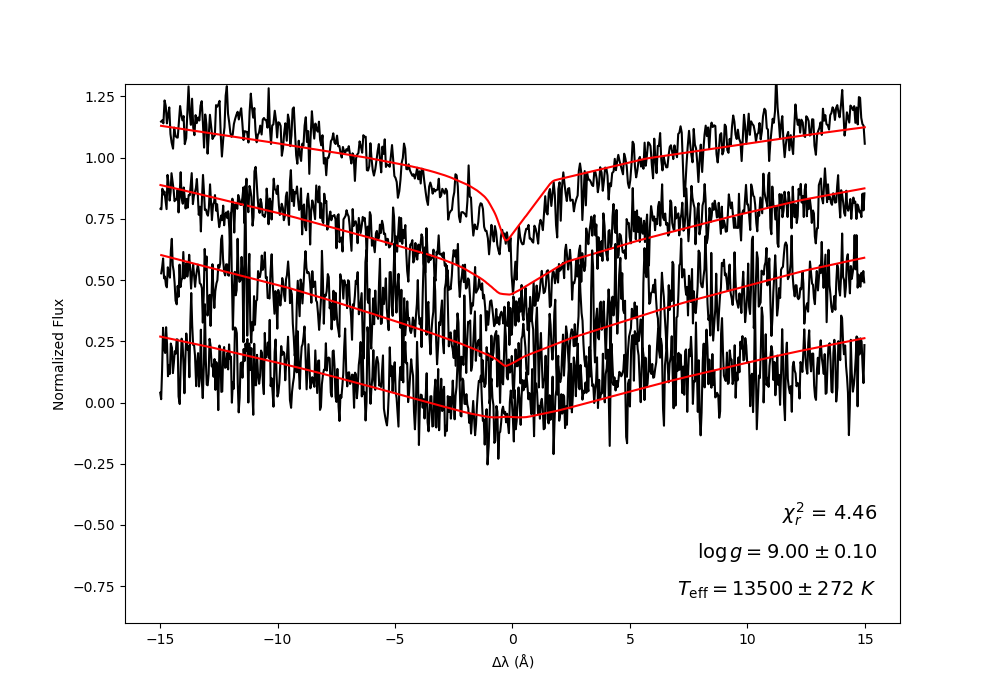 Normalized Flux
1.25
1.00
0.75
0.50
0.25
0.00
−0.25
−0.50
−0.75
χ_r^2 = 4.46
log g = 9.00 ± 0.10
T_eff = 13500 ± 272 K
−15 −10 −5 0 5 10 15
Δλ (Å)